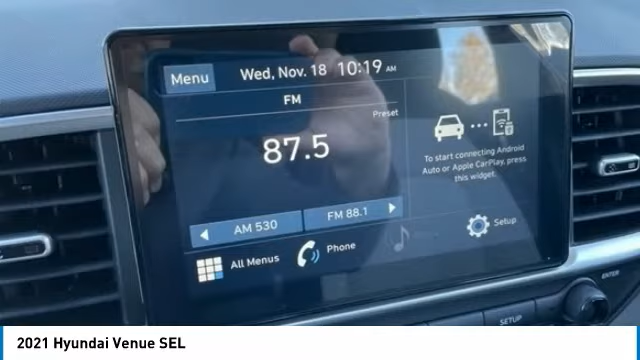 Menu
Wed, Nov. 18 10:19 AM
FM
Preset
87.5
To start connecting Android
Auto or Apple CarPlay, press
this widget.
AM 530
FM 88.1
All Menus
Phone
Setup
ENTER
SETUP
2021 Hyundai Venue SEL